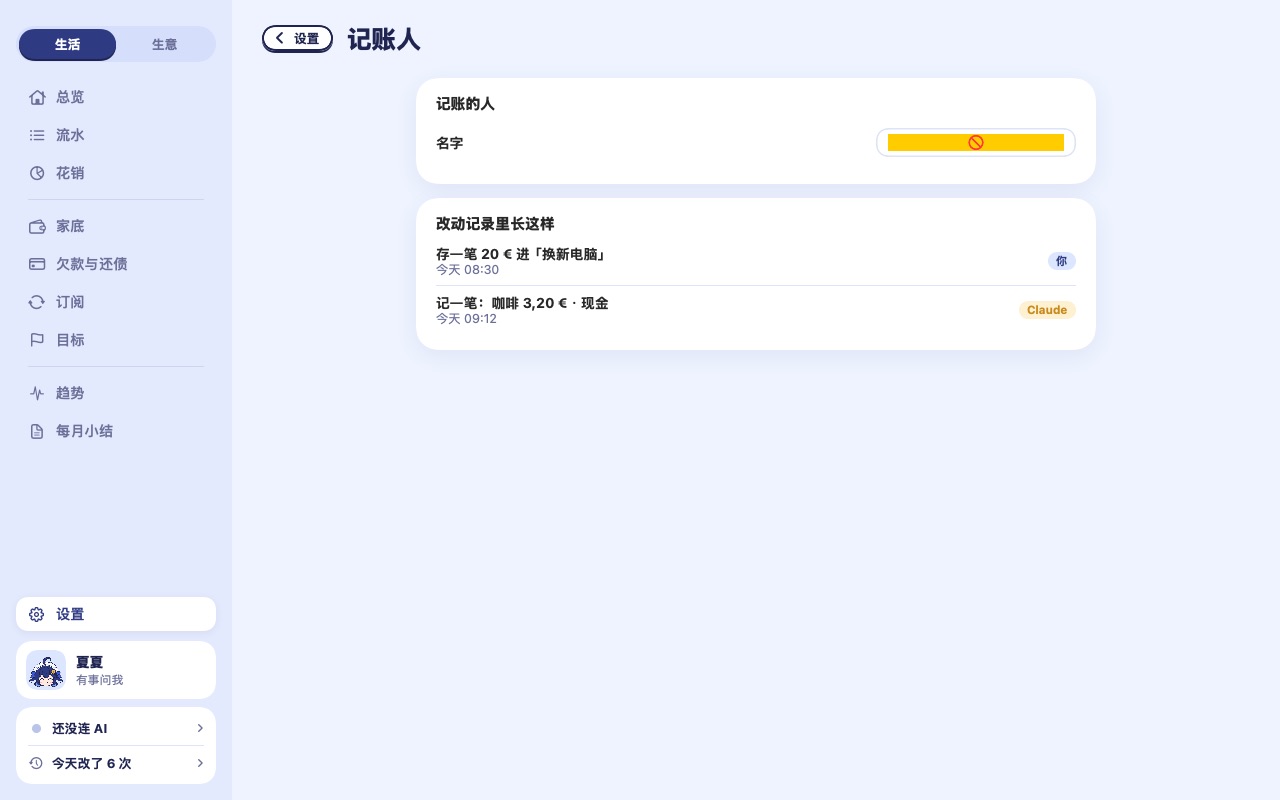 生活
生意
总览
流水
花销
家底
欠款与还债
订阅
目标
趋势
每月小结
设置
夏夏
有事问我
还没连 AI
今天改了 6 次
设置
记账人
记账的人
名字
改动记录里长这样
存一笔 20 € 进「换新电脑」
今天 08:30
你
记一笔：咖啡 3,20 € · 现金
今天 09:12
Claude